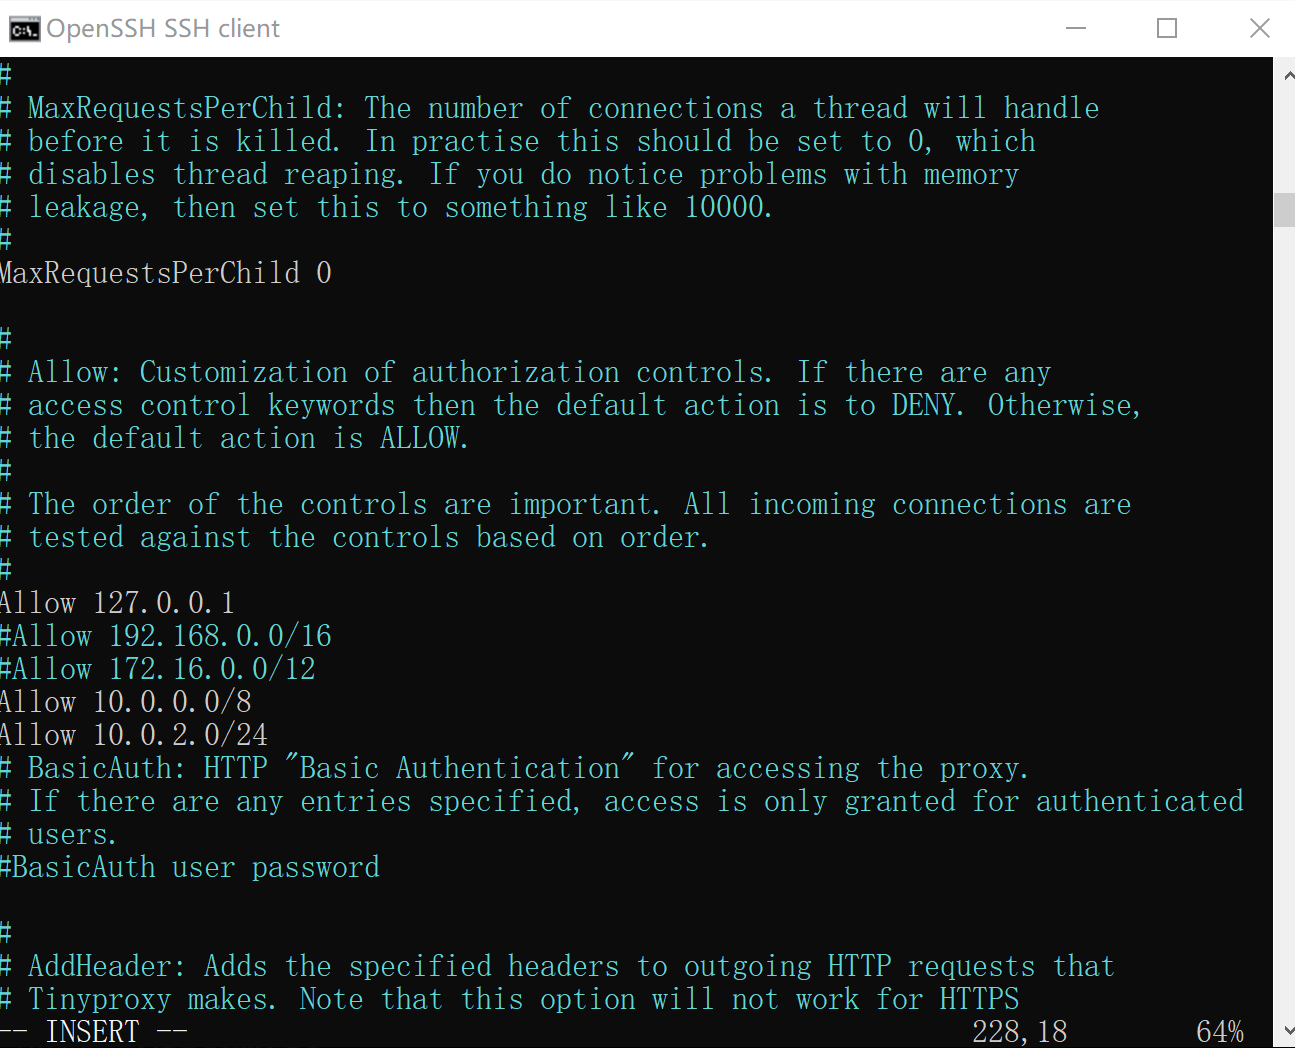 OpenSSH SSH client
#
# MaxRequestsPerChild: The number of connections a thread will handle
# before it is killed. In practise this should be set to 0, which
# disables thread reaping. If you do notice problems with memory
# leakage, then set this to something like 10000.
#
MaxRequestsPerChild 0
#
# Allow: Customization of authorization controls. If there are any
# access control keywords then the default action is to DENY. Otherwise,
# the default action is ALLOW.
#
# The order of the controls are important. All incoming connections are
# tested against the controls based on order.
#
Allow 127.0.0.1
#Allow 192.168.0.0/16
#Allow 172.16.0.0/12
Allow 10.0.0.0/8
Allow 10.0.2.0/24
# BasicAuth: HTTP "Basic Authentication" for accessing the proxy.
# If there are any entries specified, access is only granted for authenticated
# users.
#BasicAuth user password
#
# AddHeader: Adds the specified headers to outgoing HTTP requests that
# Tinyproxy makes. Note that this option will not work for HTTPS
-- INSERT -- 228,18 64%